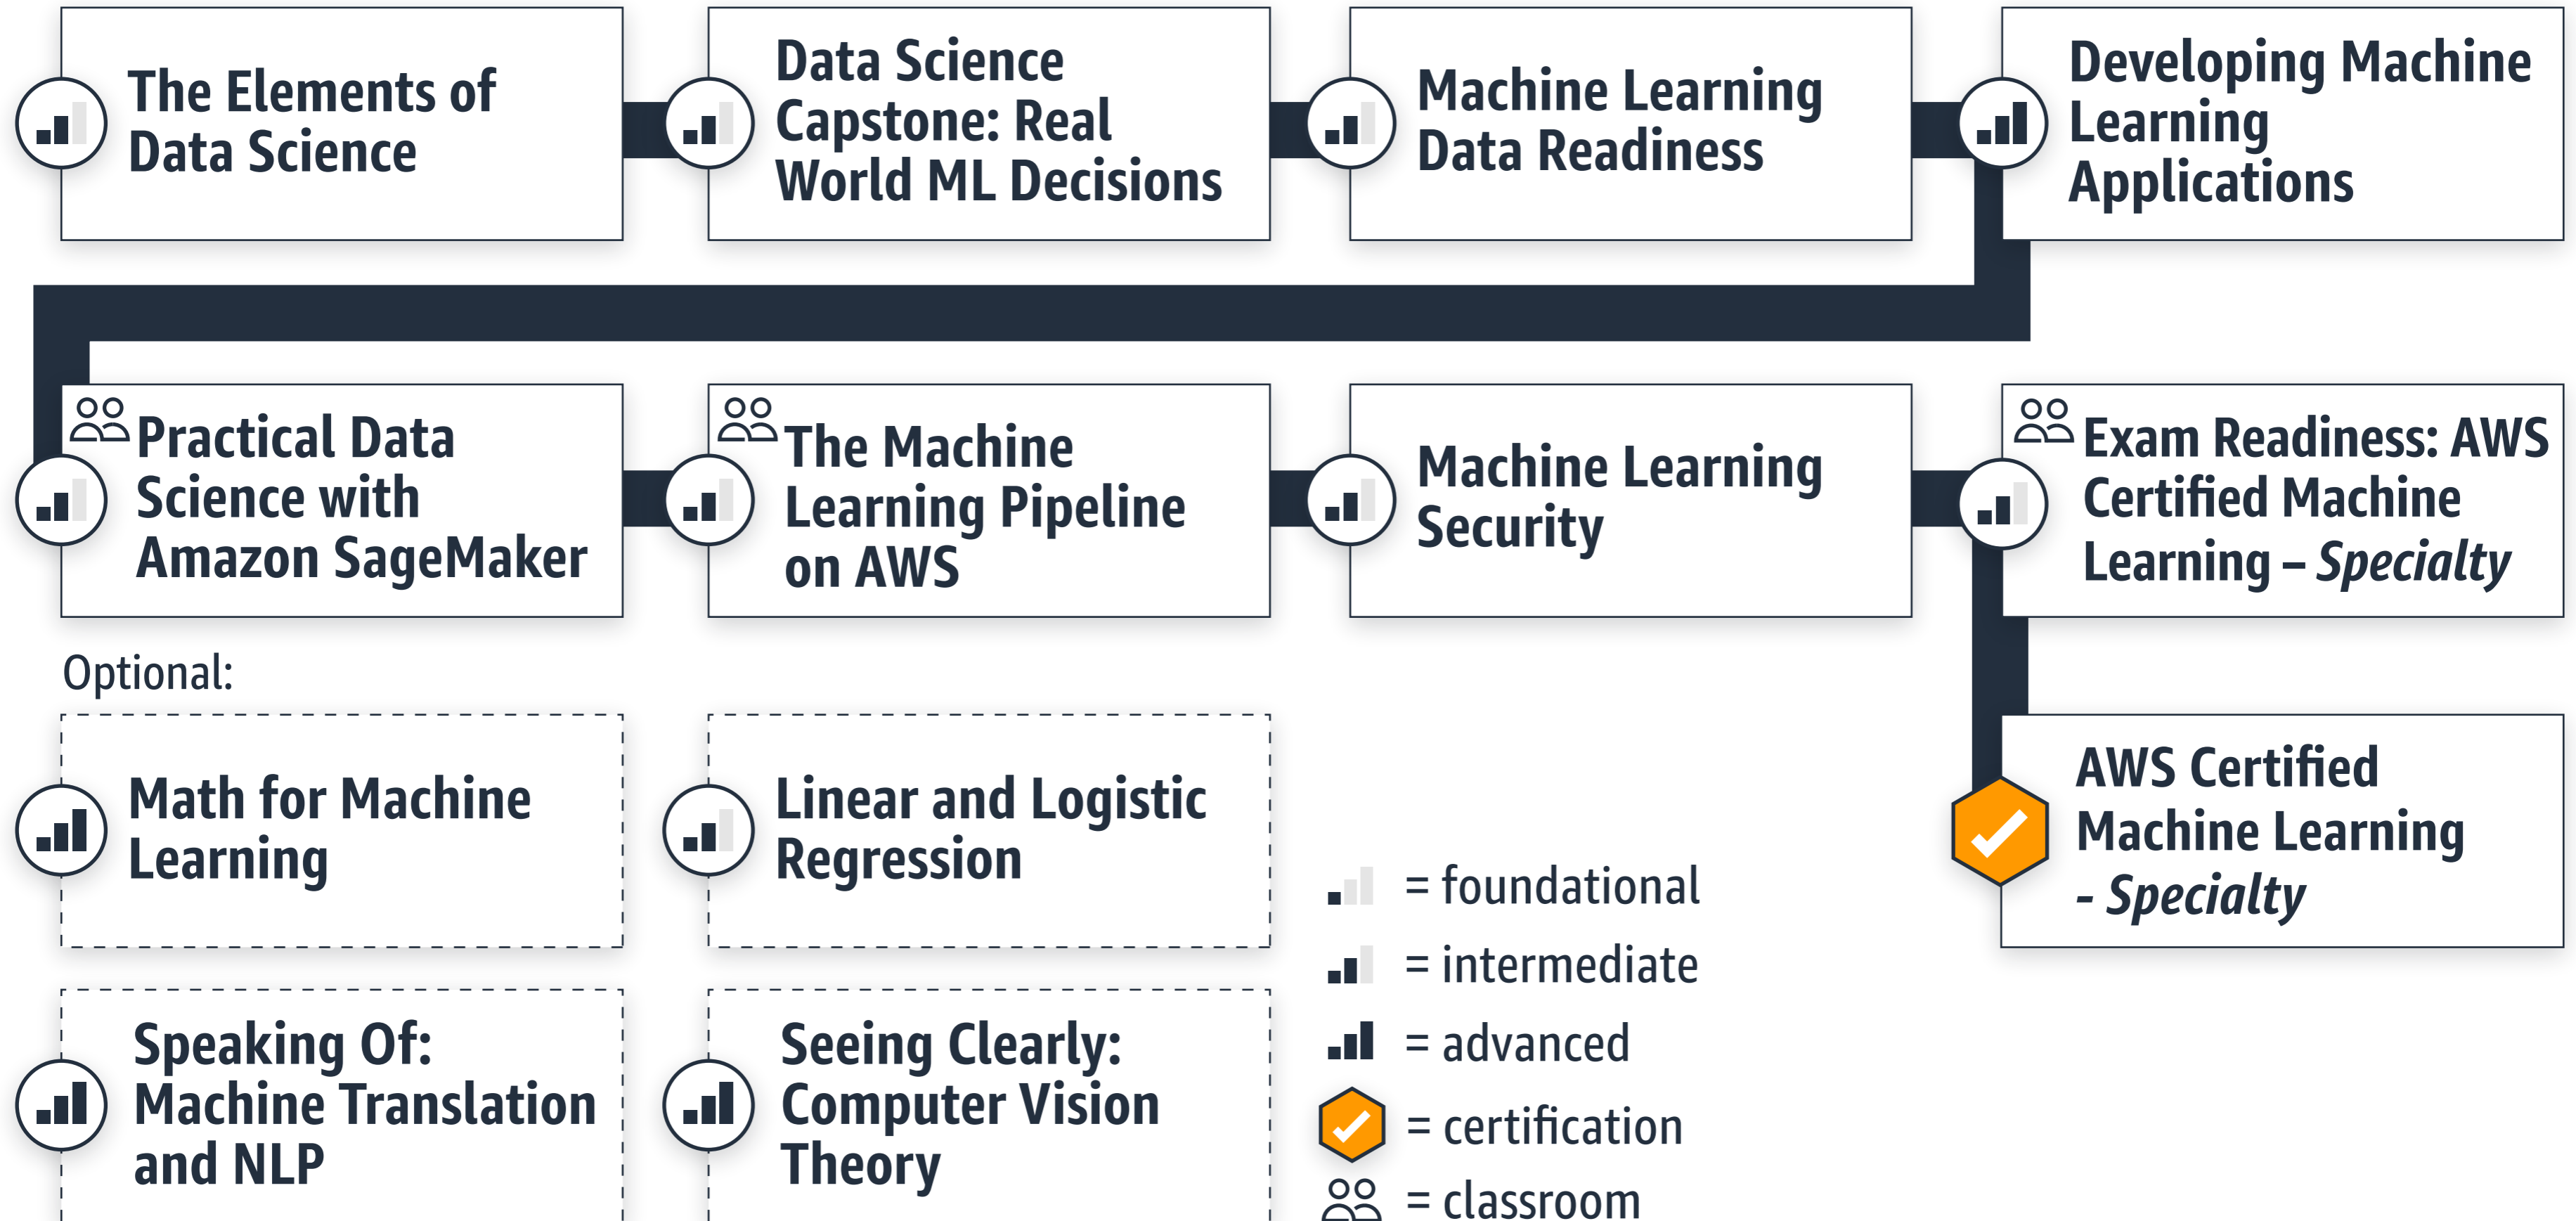 The Elements of
Data Science
Data Science
Capstone: Real
World ML Decisions
Machine Learning
Data Readiness
Developing Machine
Learning
Applications
Practical Data
Science with
Amazon SageMaker
The Machine
Learning Pipeline
on AWS
Machine Learning
Security
Exam Readiness: AWS
Certified Machine
Learning – Specialty
Optional:
Math for Machine
Learning
Linear and Logistic
Regression
AWS Certified
Machine Learning
- Specialty
Speaking Of:
Machine Translation
and NLP
Seeing Clearly:
Computer Vision
Theory
= foundational
= intermediate
= advanced
= certification
= classroom